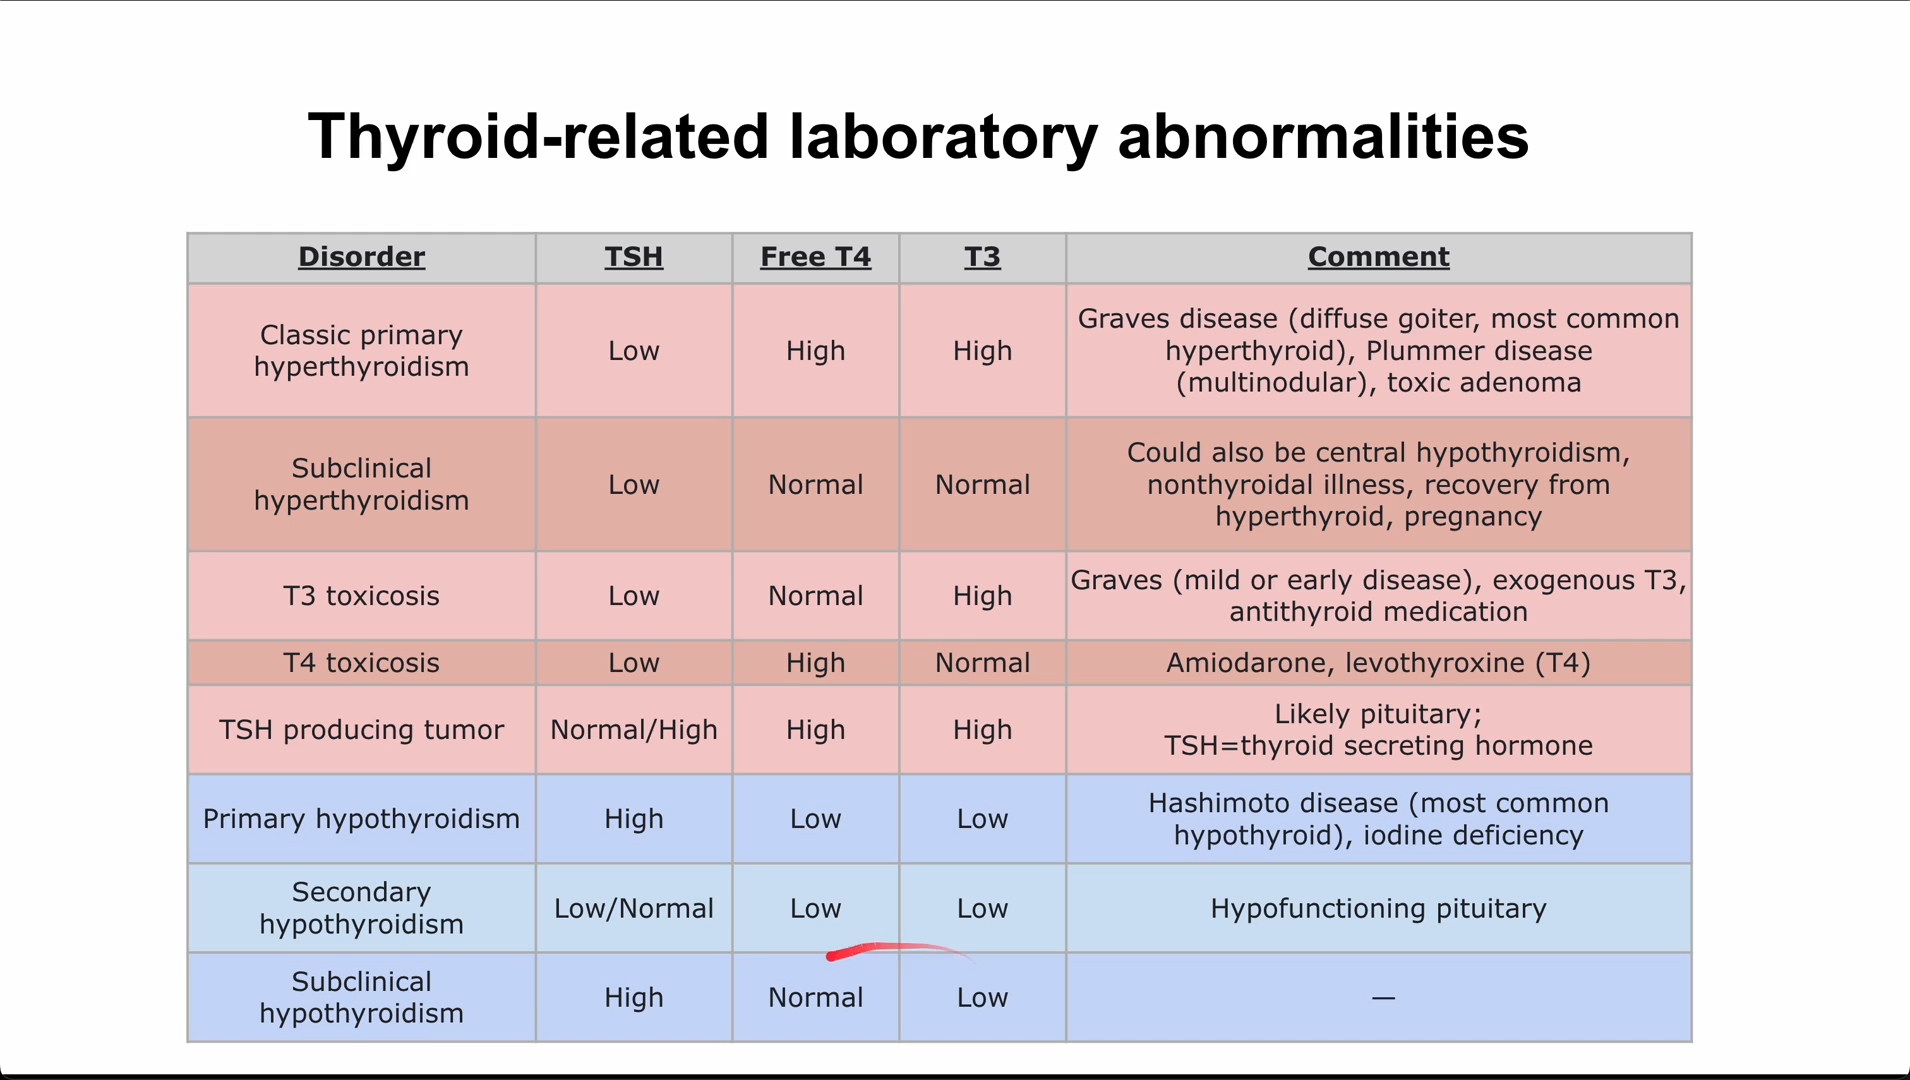 Thyroid-related laboratory abnormalities
Disorder TSH Free T4 T3 Comment
Classic primary
hyperthyroidism
Low
High
High
Graves disease (diffuse goiter, most common
hyperthyroid), Plummer disease
(multinodular), toxic adenoma
Subclinical
hyperthyroidism
Low
Normal
Normal
Could also be central hypothyroidism,
nonthyroidal illness, recovery from
hyperthyroid, pregnancy
T3 toxicosis
Low
Normal
High
Graves (mild or early disease), exogenous T3,
antithyroid medication
T4 toxicosis
Low
High
Normal
Amiodarone, levothyroxine (T4)
TSH producing tumor
Normal/High
High
High
Likely pituitary;
TSH=thyroid secreting hormone
Primary hypothyroidism
High
Low
Low
Hashimoto disease (most common
hypothyroid), iodine deficiency
Secondary
hypothyroidism
Low/Normal
Low
Low
Hypofunctioning pituitary
Subclinical
hypothyroidism
High
Normal
Low
—